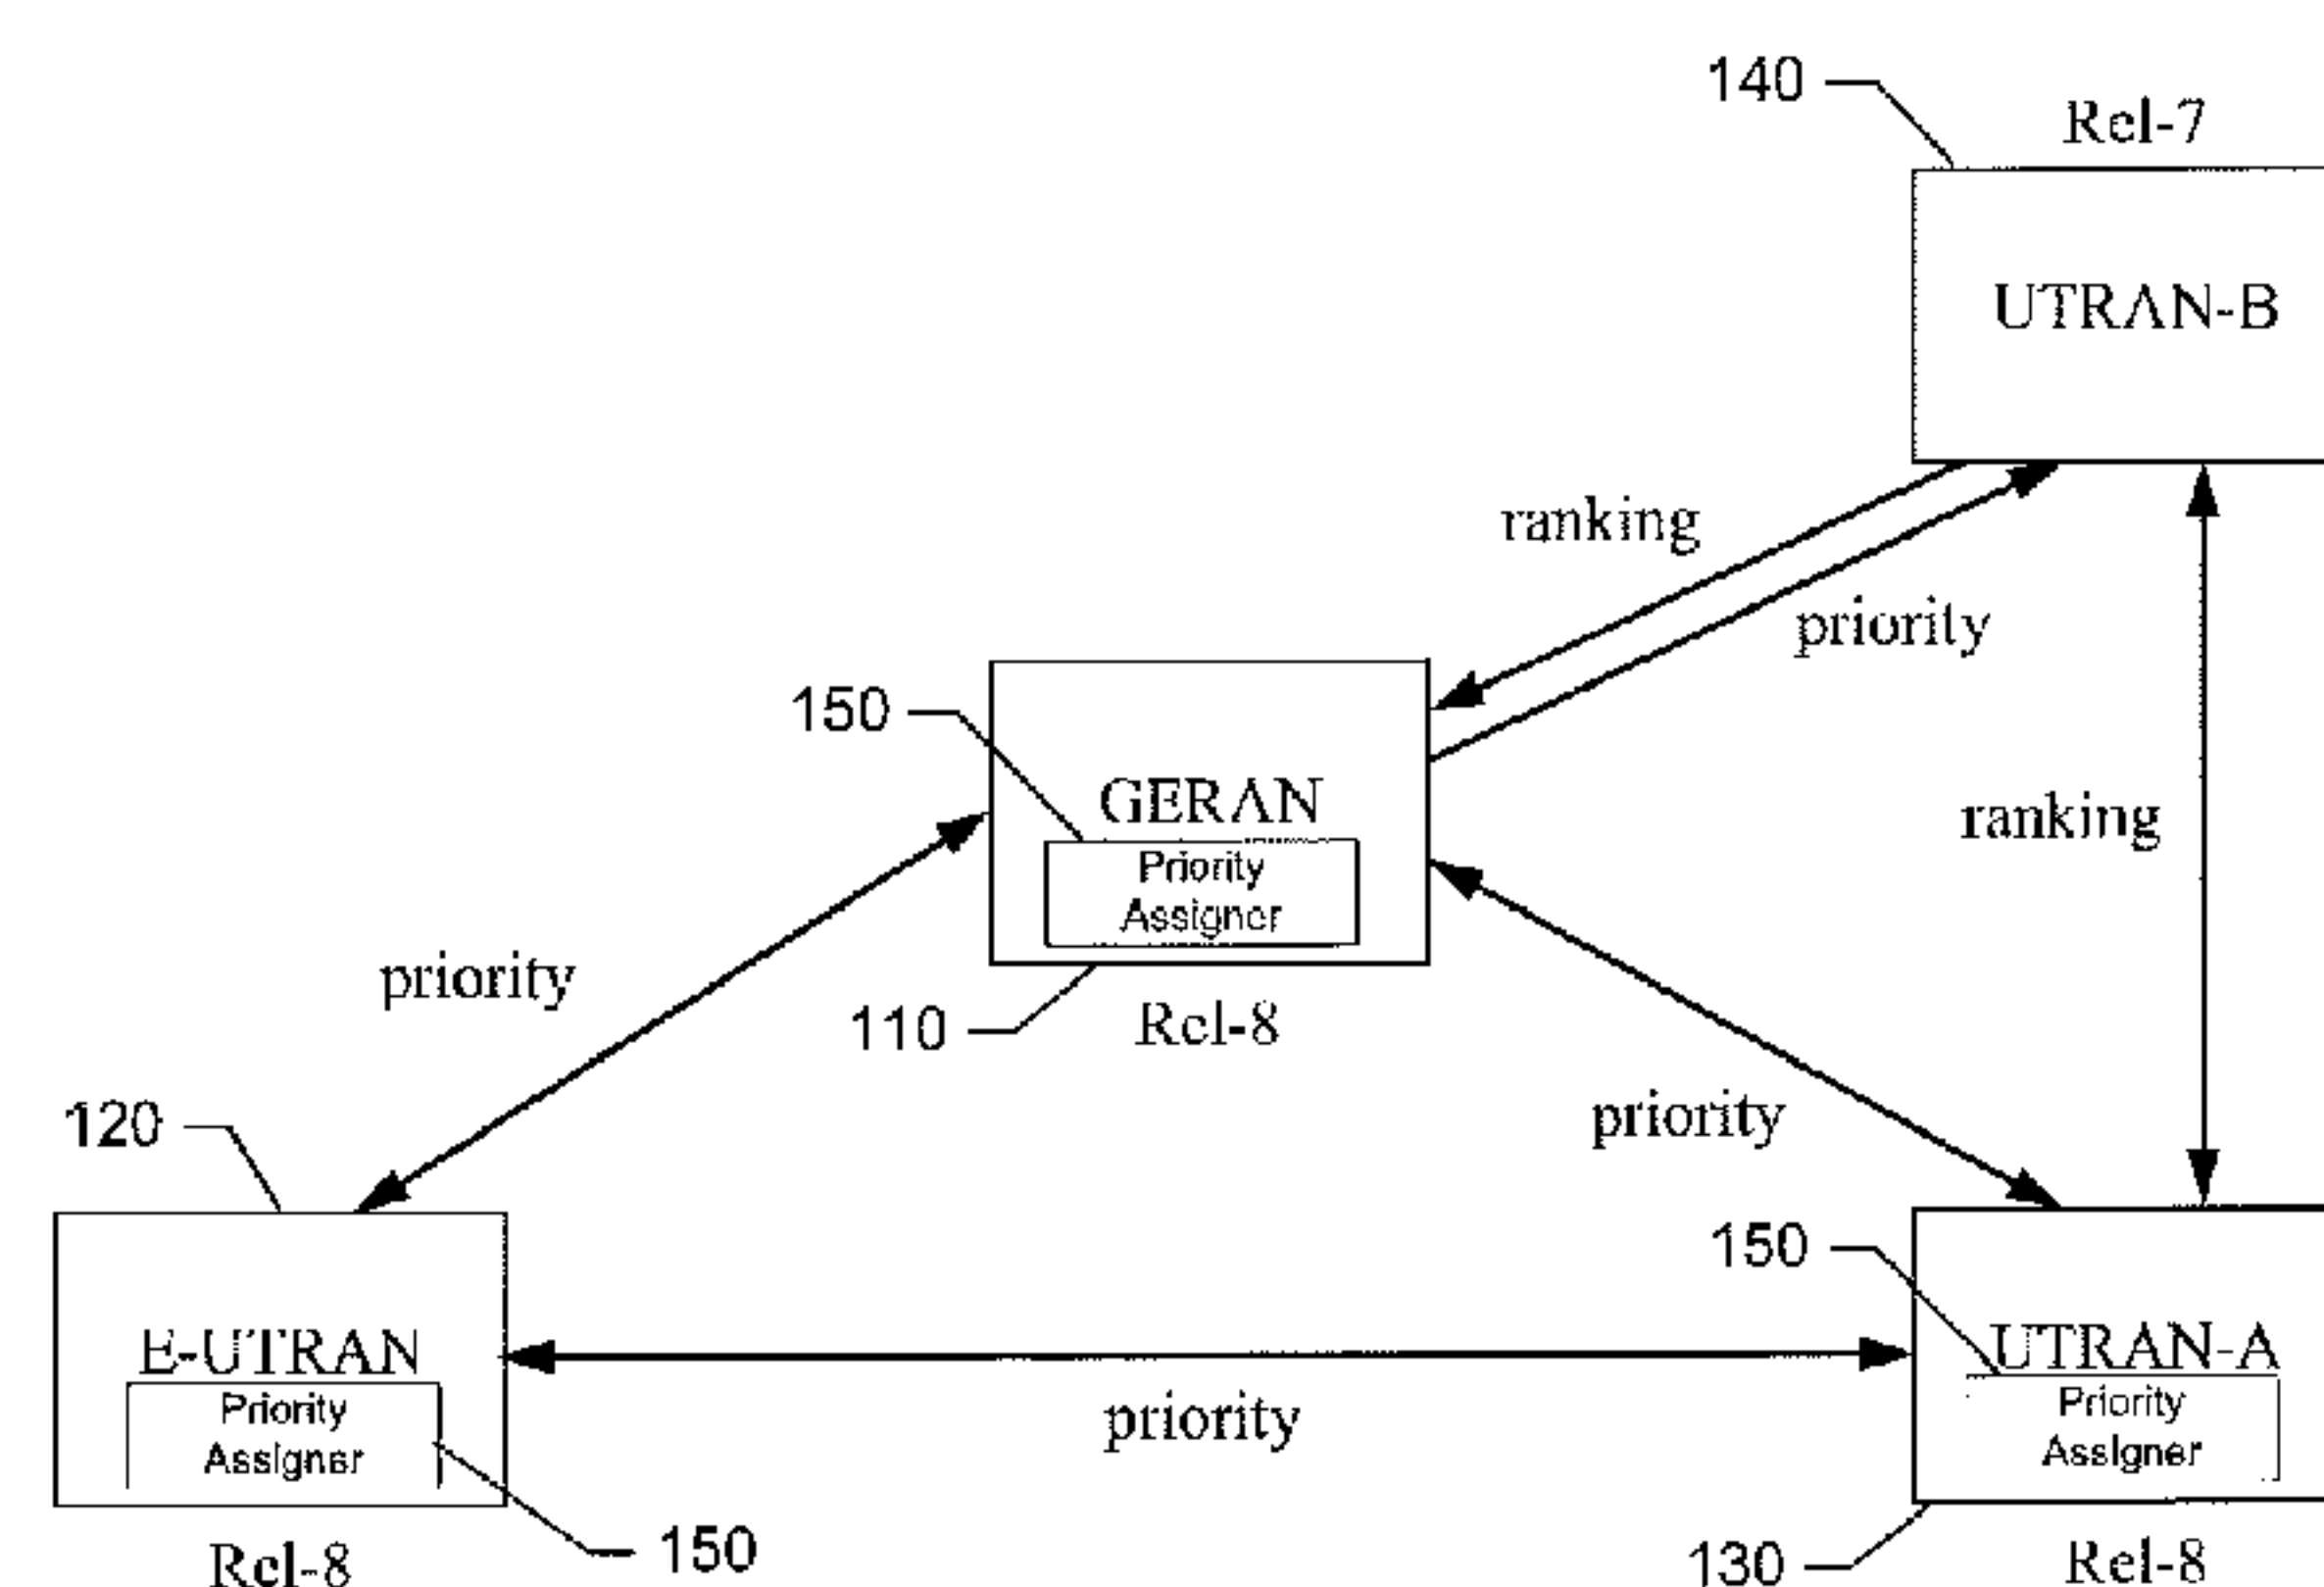 140
Rel-7
UTRAN-B
ranking
priority
150
GERAN
Priority
Assigner
ranking
priority
110
Rel-8
120
priority
150
E-UTRAN
Priority
Assigner
priority
UTRAN-A
Priority
Assigner
Rel-8
150
130
Rel-8